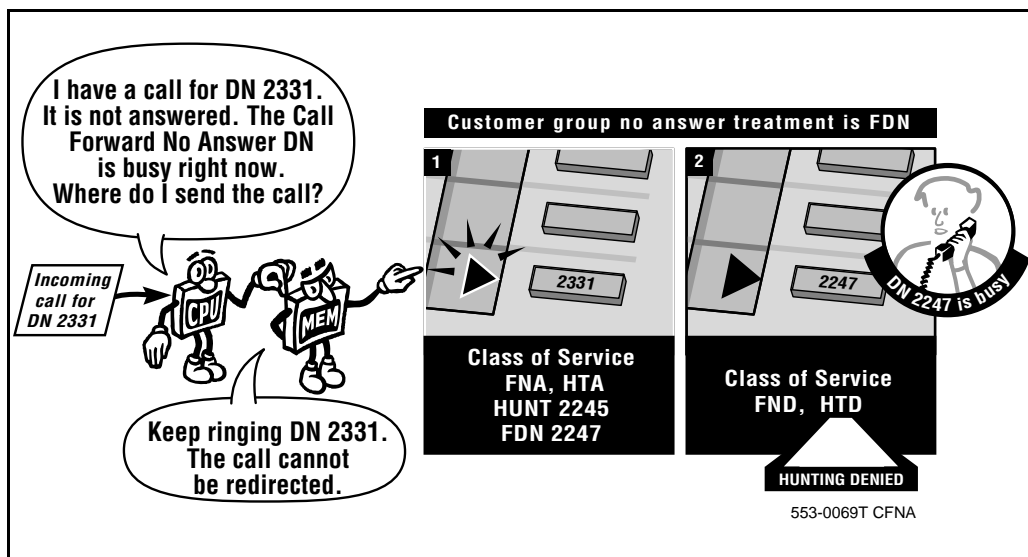 I have a call for DN 2331.
It is not answered. The Call
Forward No Answer DN
is busy right now.
Where do I send the call?
Incoming
call for
DN 2331
CPU
MEM
Keep ringing DN 2331.
The call cannot
be redirected.
Customer group no answer treatment is FDN
1
2331
Class of Service
FNA, HTA
HUNT 2245
FDN 2247
2
2247
DN 2247 is busy
Class of Service
FND, HTD
HUNTING DENIED
553-0069T CFNA